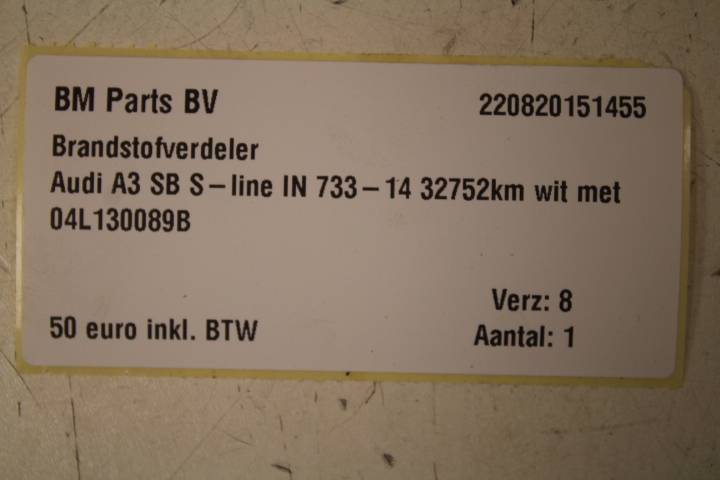 BM Parts BV 220820151455
Brandstofverdeler
Audi A3 SB S-line IN 733-14 32752km wit met
04L130089B
Verz: 8
50 euro inkl. BTW Aantal: 1